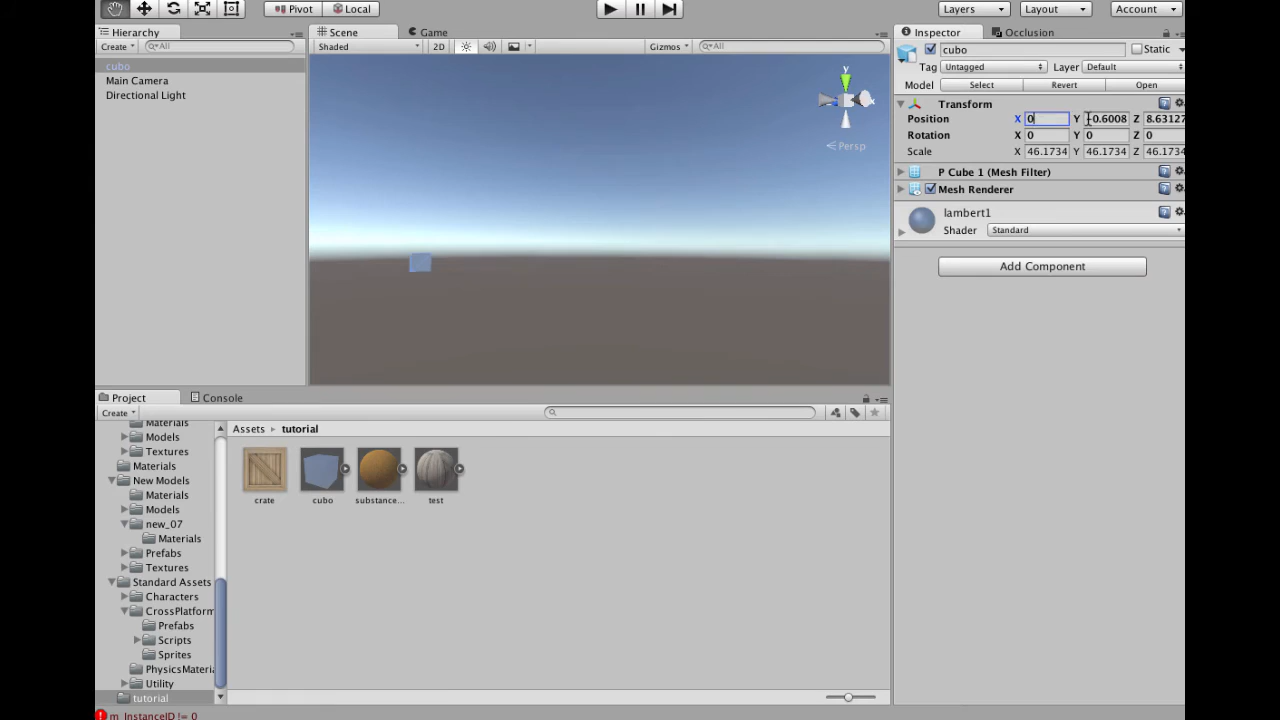 Pivot Local Layers Layout Account
Hierarchy Scene Game Inspector Occlusion
Create All Shaded 2D Gizmos All
cubo Static
cubo
Main Camera
Directional Light
Tag Untagged Layer Default
Model Select Revert Open
Transform
Position X 0 Y -0.6008 Z 8.63127
Rotation X 0 Y 0 Z 0
Scale X 46.1734 Y 46.1734 Z 46.1734
P Cube 1 (Mesh Filter)
Mesh Renderer
lambert1
Shader Standard
Add Component
y
x
Persp
Project Console
Create
Assets tutorial
Materials
Models
Textures
Materials
New Models
Materials
Models
new_07
Materials
Prefabs
Textures
Standard Assets
Characters
CrossPlatform
Prefabs
Scripts
Sprites
PhysicsMateria
Utility
tutorial
crate cubo substance... test
m_InstanceID != 0